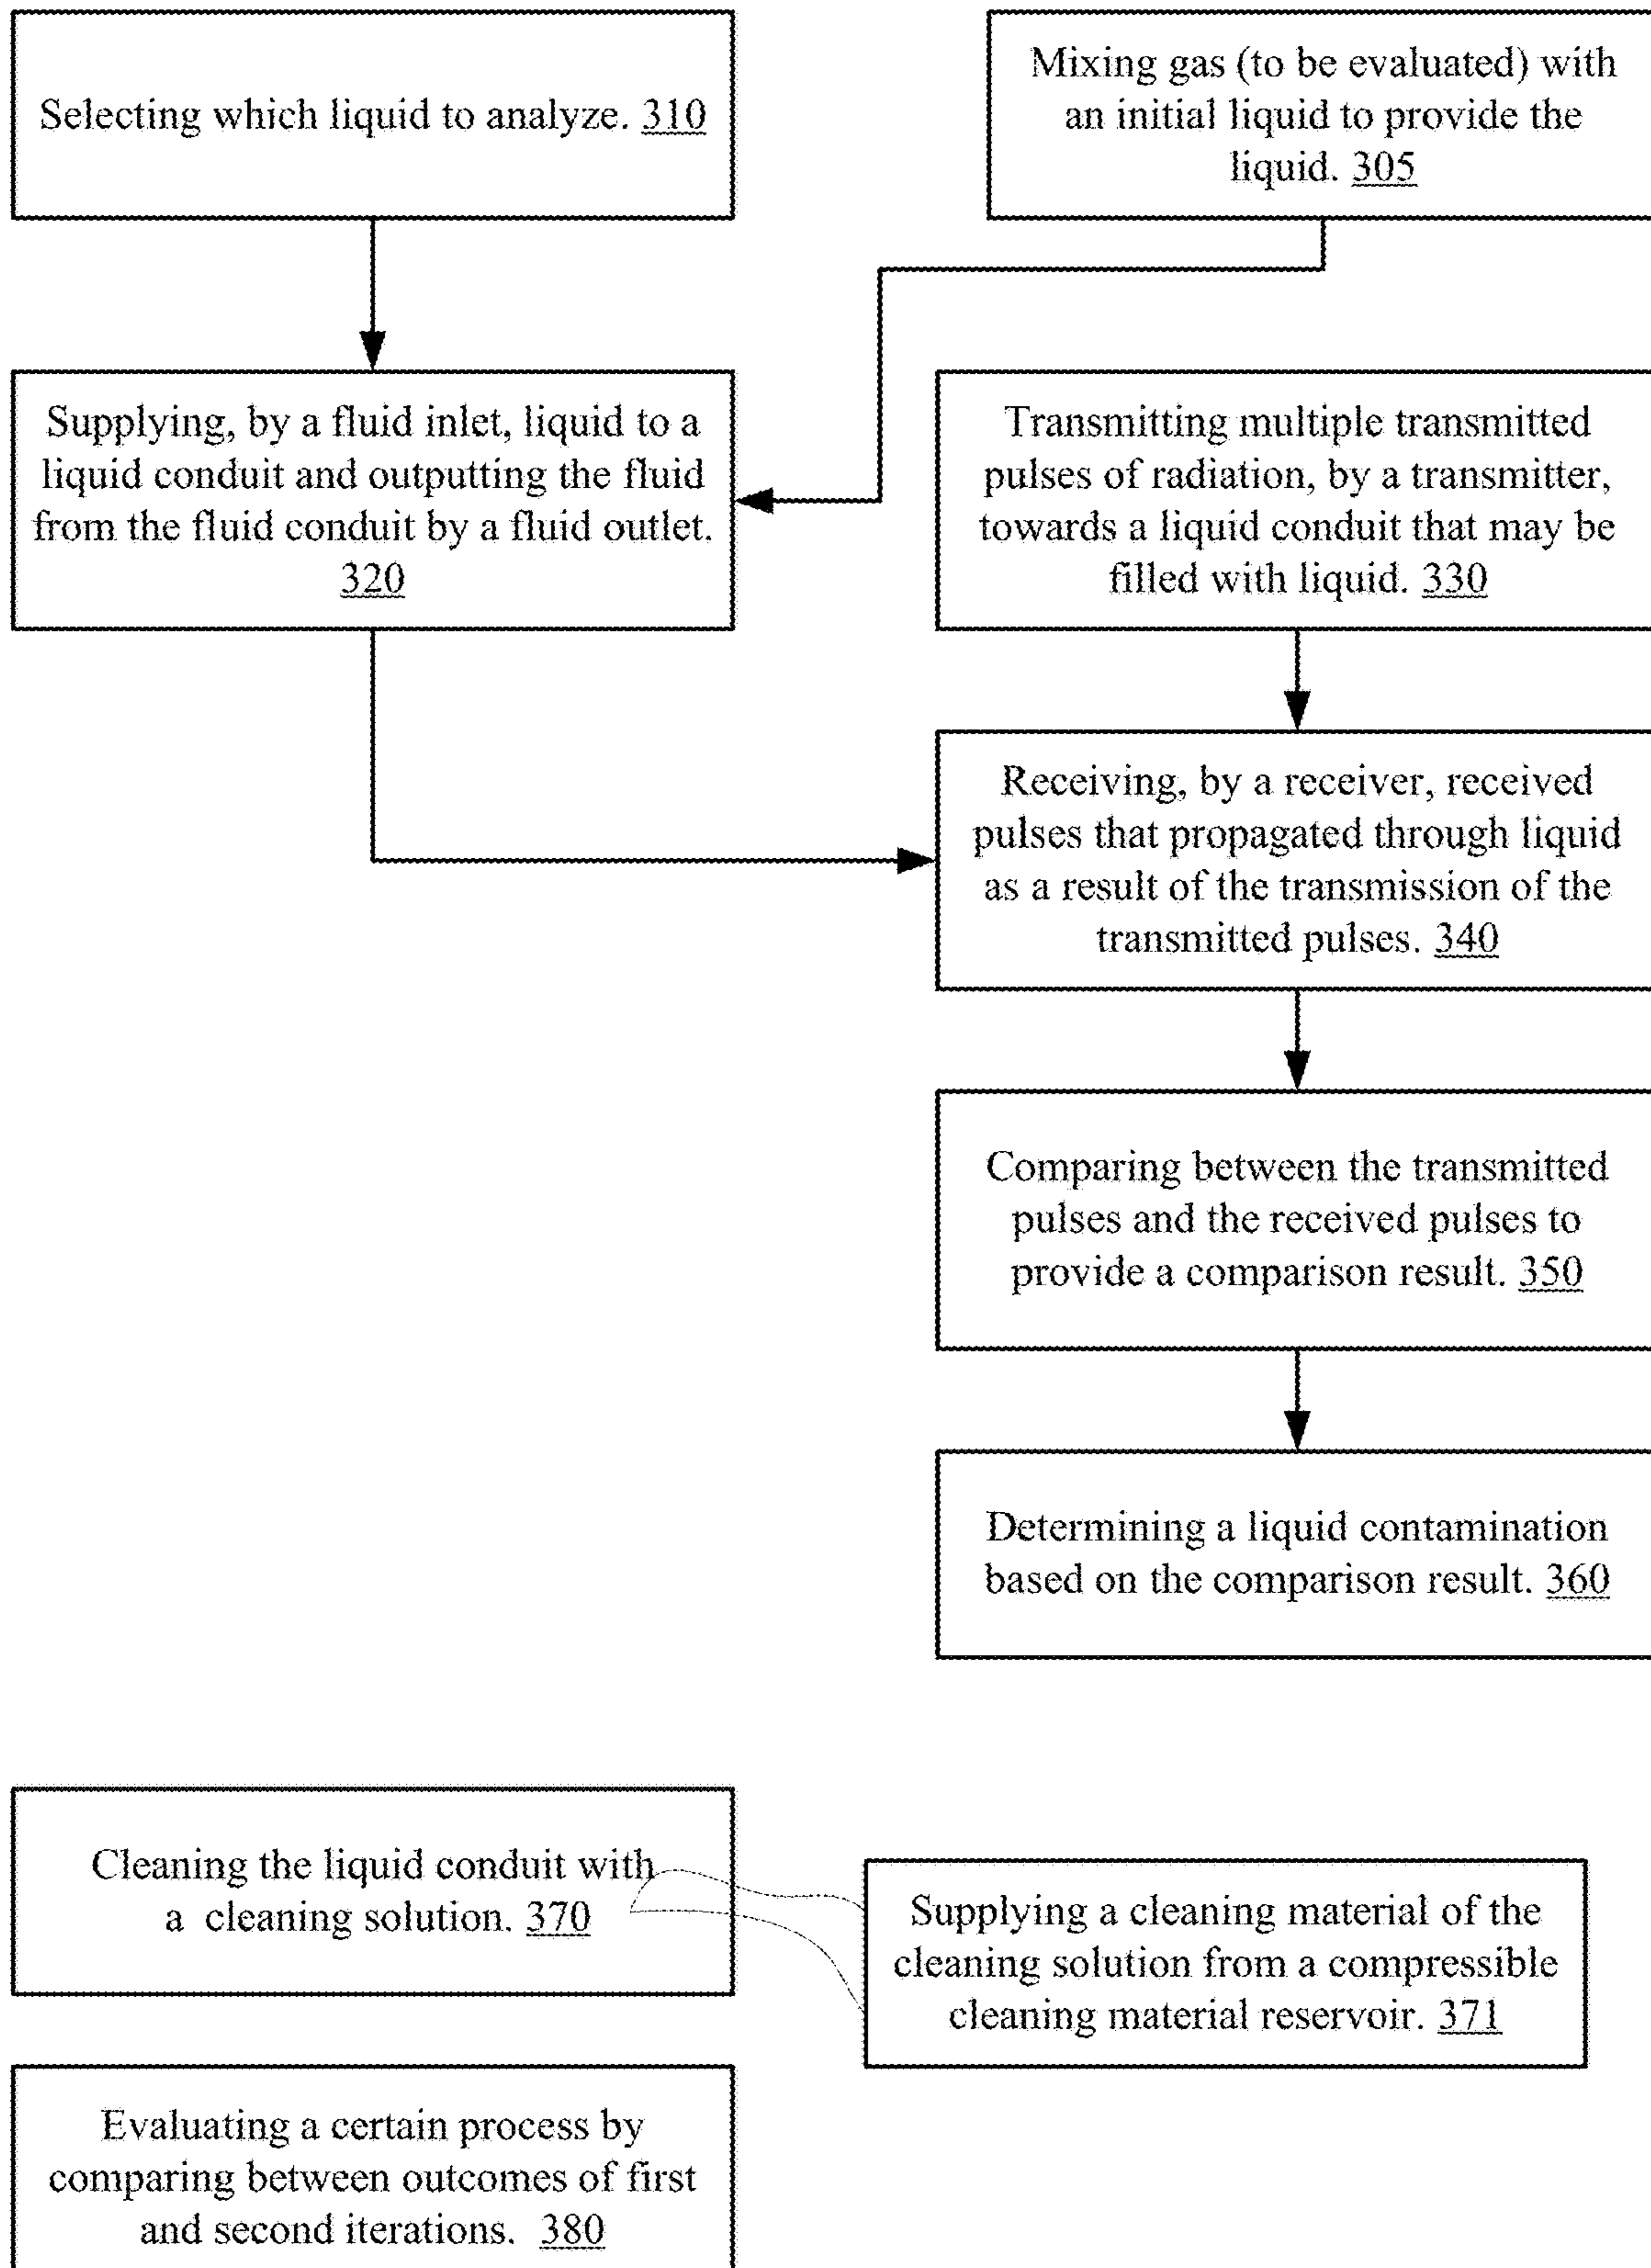 Selecting which liquid to analyze. 310
Mixing gas (to be evaluated) with
an initial liquid to provide the
liquid. 305
Supplying, by a fluid inlet, liquid to a
liquid conduit and outputting the fluid
from the fluid conduit by a fluid outlet.
320
Transmitting multiple transmitted
pulses of radiation, by a transmitter,
towards a liquid conduit that may be
filled with liquid. 330
Receiving, by a receiver, received
pulses that propagated through liquid
as a result of the transmission of the
transmitted pulses. 340
Comparing between the transmitted
pulses and the received pulses to
provide a comparison result. 350
Determining a liquid contamination
based on the comparison result. 360
Cleaning the liquid conduit with
a cleaning solution. 370
Supplying a cleaning material of the
cleaning solution from a compressible
cleaning material reservoir. 371
Evaluating a certain process by
comparing between outcomes of first
and second iterations. 380